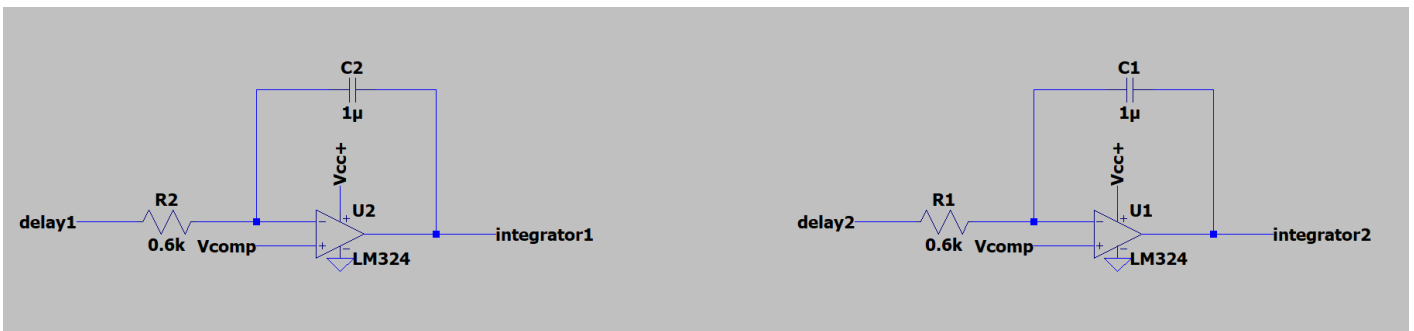 C2
1µ
Vcc+
R2
U2
delay1
0.6k
Vcomp
integrator1
LM324
C1
1µ
Vcc+
R1
U1
delay2
0.6k
Vcomp
integrator2
LM324